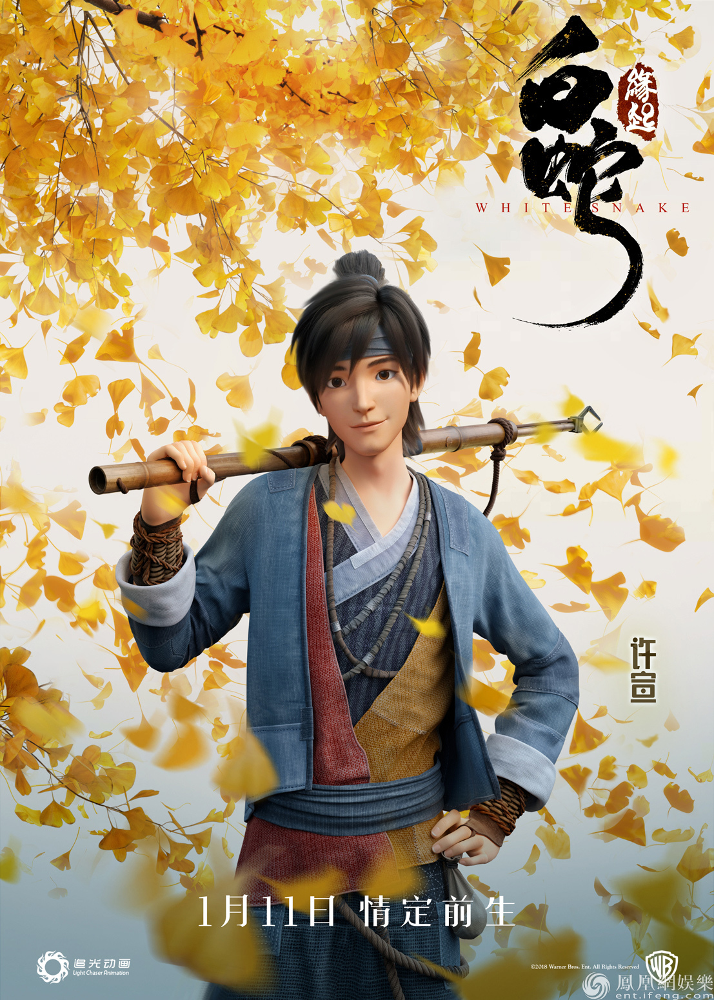 白蛇
緣起
WHITE SNAKE
许宣
1月11日 情定前生
追光动画
Light Chaser Animation
©2018 Warner Bros. Ent. All Rights Reserved
WB
鳳凰網娛樂
ent.ifeng.com